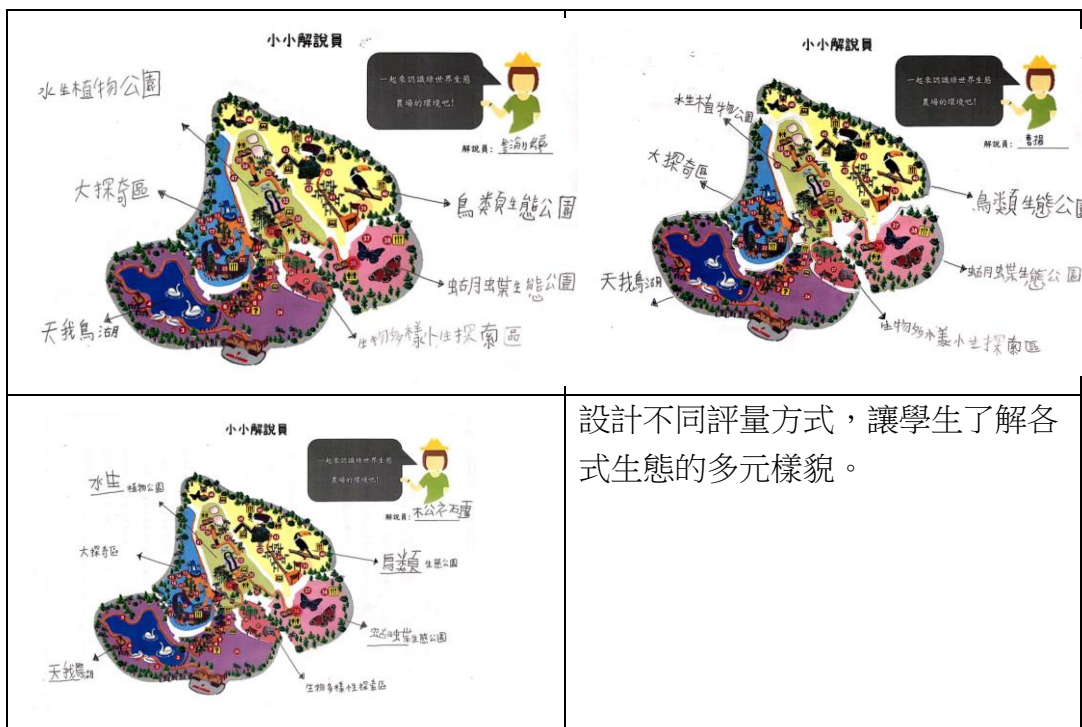 小小解說員
一起來認識綠世界生態
農場的環境吧!
解說員:
水生植物公園
大探奇區
鳥類生態公園
蝴蝶生態公園
天鵝湖
生物多樣性探索區
小小解說員
一起來認識綠世界生態
農場的環境吧!
解說員: 書揚
水生植物公園
大探奇區
鳥類生態公園
蝴蝶生態公園
天鵝湖
生物多樣性探索區
小小解說員
一起來認識綠世界生態
農場的環境吧!
解說員:
水生植物公園
大探奇區
鳥類生態公園
蝴蝶生態公園
天鵝湖
生物多樣性探索區
設計不同評量方式，讓學生了解各
式生態的多元樣貌。